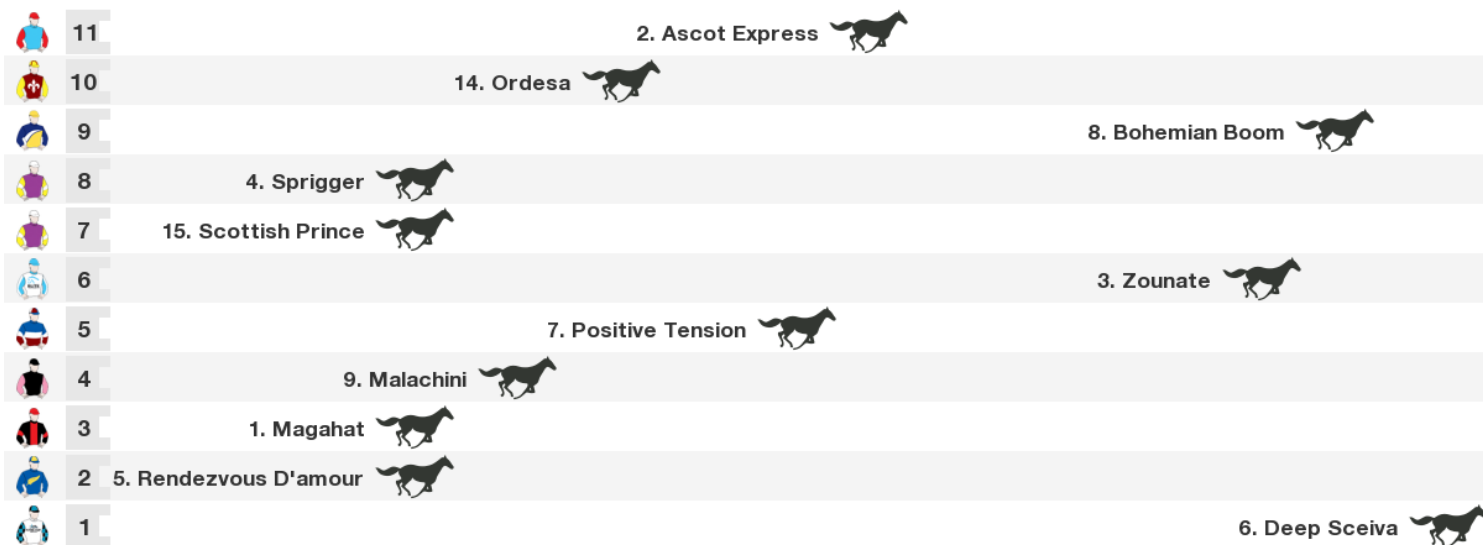 11 2. Ascot Express
10 14. Ordesa
9 8. Bohemian Boom
8 4. Sprigger
7 15. Scottish Prince
6 3. Zounate
5 7. Positive Tension
4 9. Malachini
3 1. Magahat
2 5. Rendezvous D'amour
1 6. Deep Sceiva